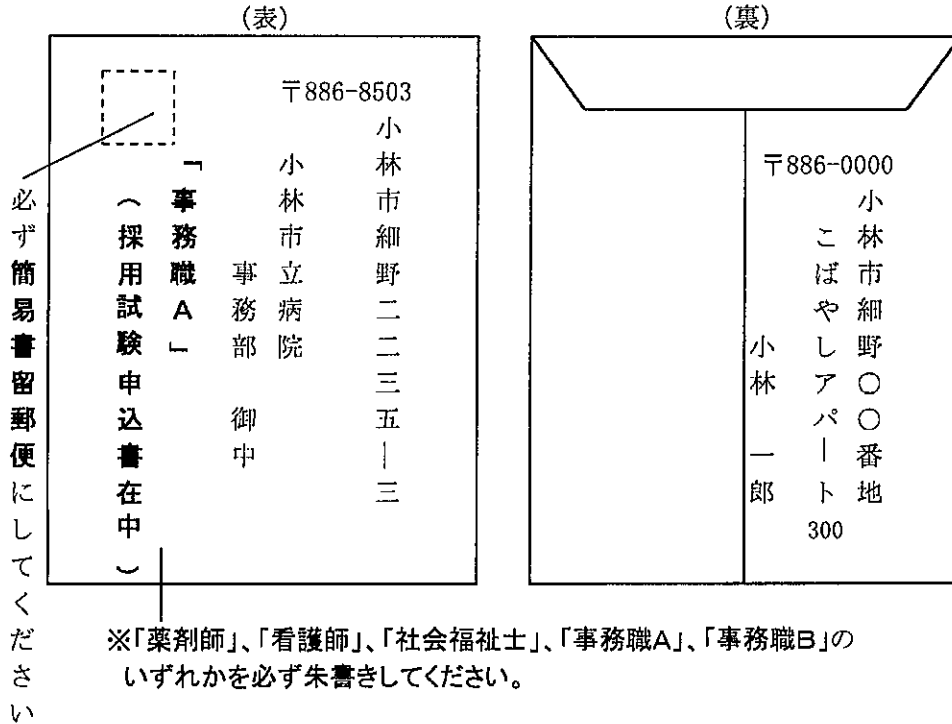 (表)
〒886-8503
小林市細野二二三五―三
小林市立病院
事務部 御中
「事務職A」
(採用試験申込書在中)
必ず簡易書留郵便にしてください
※「薬剤師」、「看護師」、「社会福祉士」、「事務職A」、「事務職B」の
いずれかを必ず朱書きしてください。
(裏)
〒886-0000
小林市細野〇〇番地
こばやしアパート300
小林 一郎